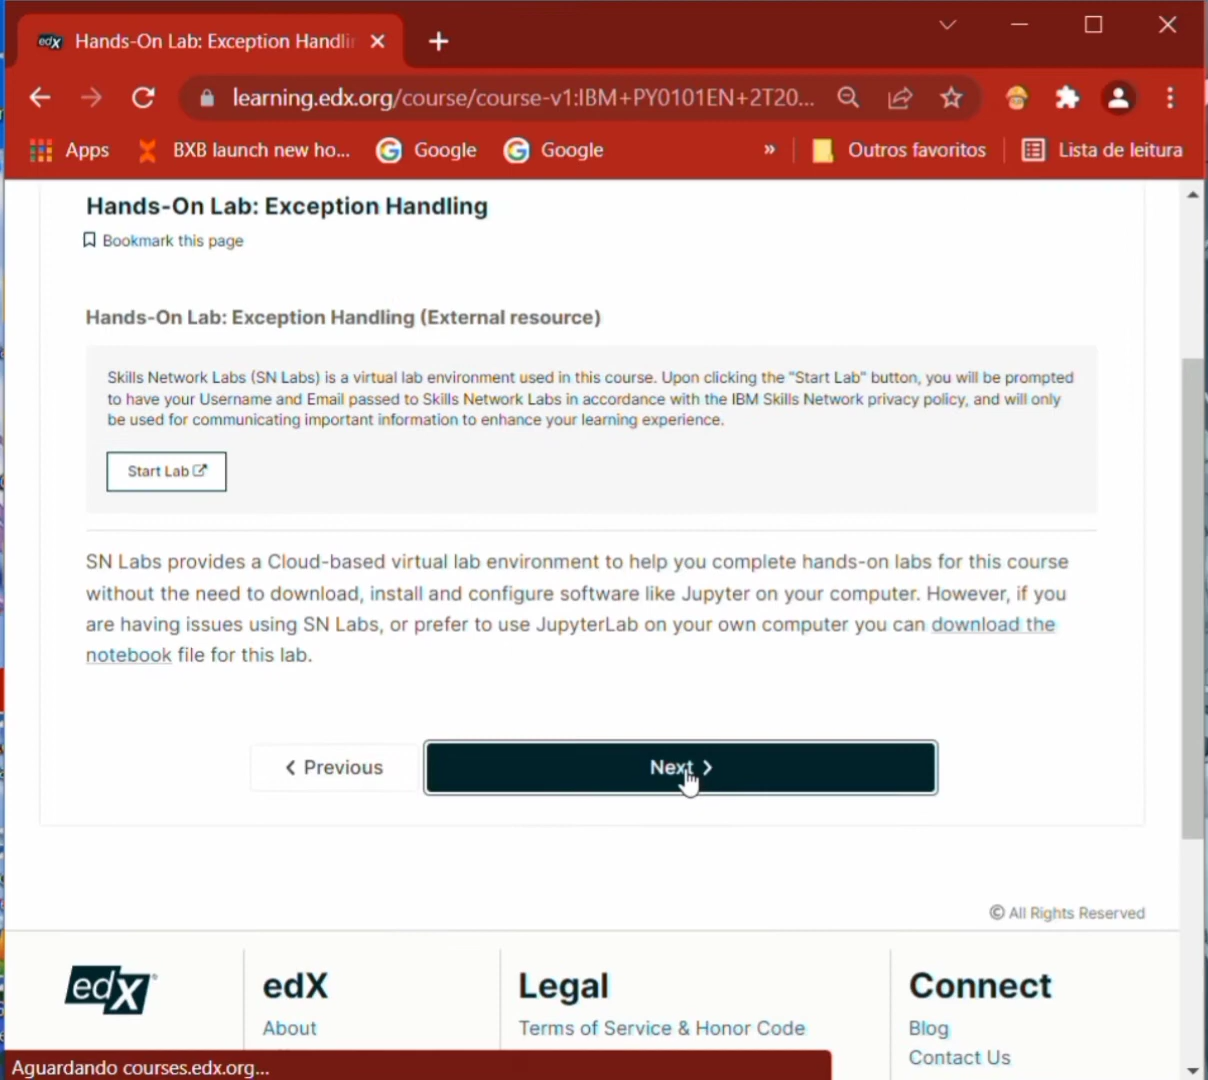 edX Hands-On Lab: Exception Handlin
learning.edx.org/course/course-v1:IBM+PY0101EN+2T20...
Apps BXB launch new ho... Google Google » Outros favoritos Lista de leitura
Hands-On Lab: Exception Handling
Bookmark this page
Hands-On Lab: Exception Handling (External resource)
Skills Network Labs (SN Labs) is a virtual lab environment used in this course. Upon clicking the "Start Lab" button, you will be prompted
to have your Username and Email passed to Skills Network Labs in accordance with the IBM Skills Network privacy policy, and will only
be used for communicating important information to enhance your learning experience.
Start Lab
SN Labs provides a Cloud-based virtual lab environment to help you complete hands-on labs for this course
without the need to download, install and configure software like Jupyter on your computer. However, if you
are having issues using SN Labs, or prefer to use JupyterLab on your own computer you can download the
notebook file for this lab.
Previous Next
© All Rights Reserved
edX edX Legal Connect
About Terms of Service & Honor Code Blog
Contact Us
Aguardando courses.edx.org...